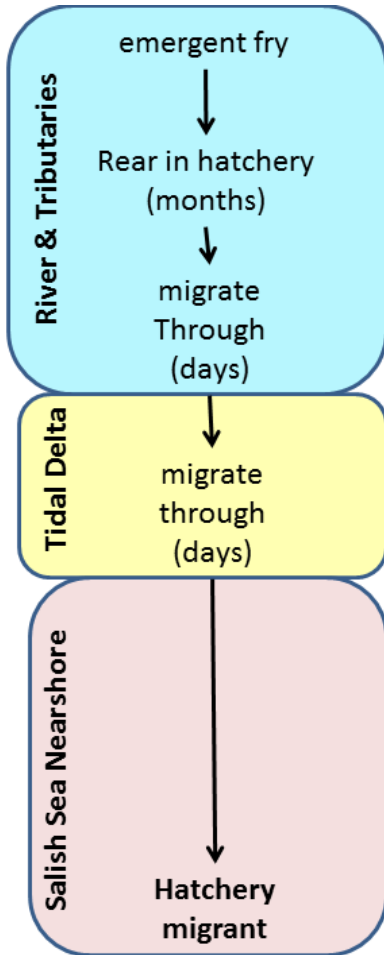 River & Tributaries
emergent fry
Rear in hatchery
(months)
migrate
Through
(days)
Tidal Delta
migrate
through
(days)
Salish Sea Nearshore
Hatchery
migrant